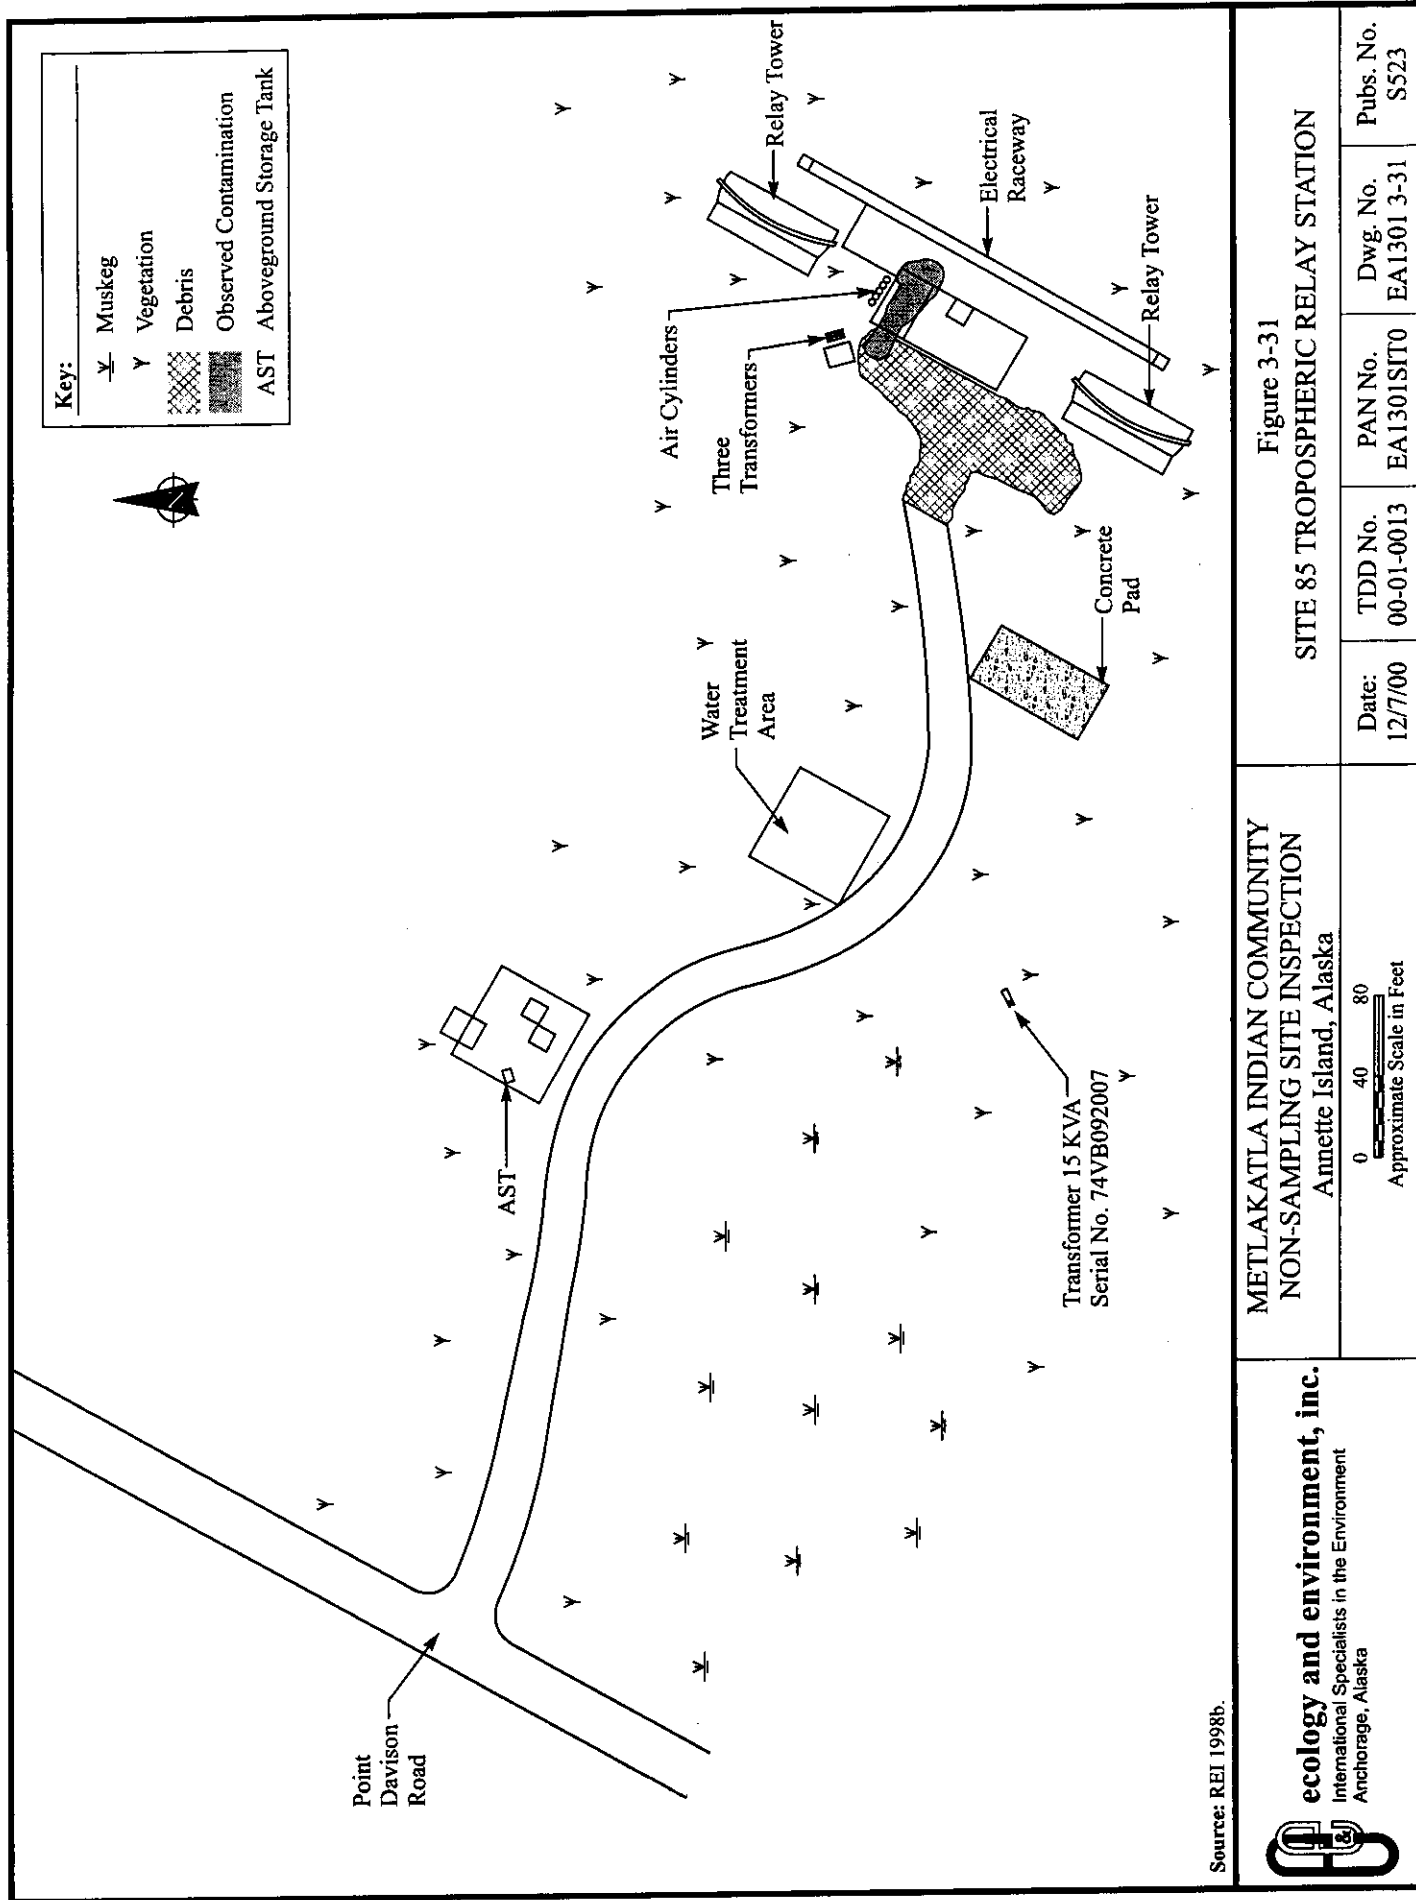 Key:
Muskeg
Vegetation
Debris
Observed Contamination
AST Aboveground Storage Tank
N
Point
Davison
Road
AST
Water
Treatment
Area
Air Cylinders
Three
Transformers
Relay Tower
Electrical
Raceway
Relay Tower
Concrete
Pad
Transformer 15 KVA
Serial No. 74VB092007
Source: REI 1998b.
&
ecology and environment, inc.
International Specialists in the Environment
Anchorage, Alaska
METLAKATLA INDIAN COMMUNITY
NON-SAMPLING SITE INSPECTION
Annette Island, Alaska
0 40 80
Approximate Scale in Feet
Figure 3-31
SITE 85 TROPOSPHERIC RELAY STATION
Date: TDD No. PAN No. Dwg. No. Pubs. No.
12/7/00 00-01-0013 EA1301SIT0 EA1301 3-31 S523